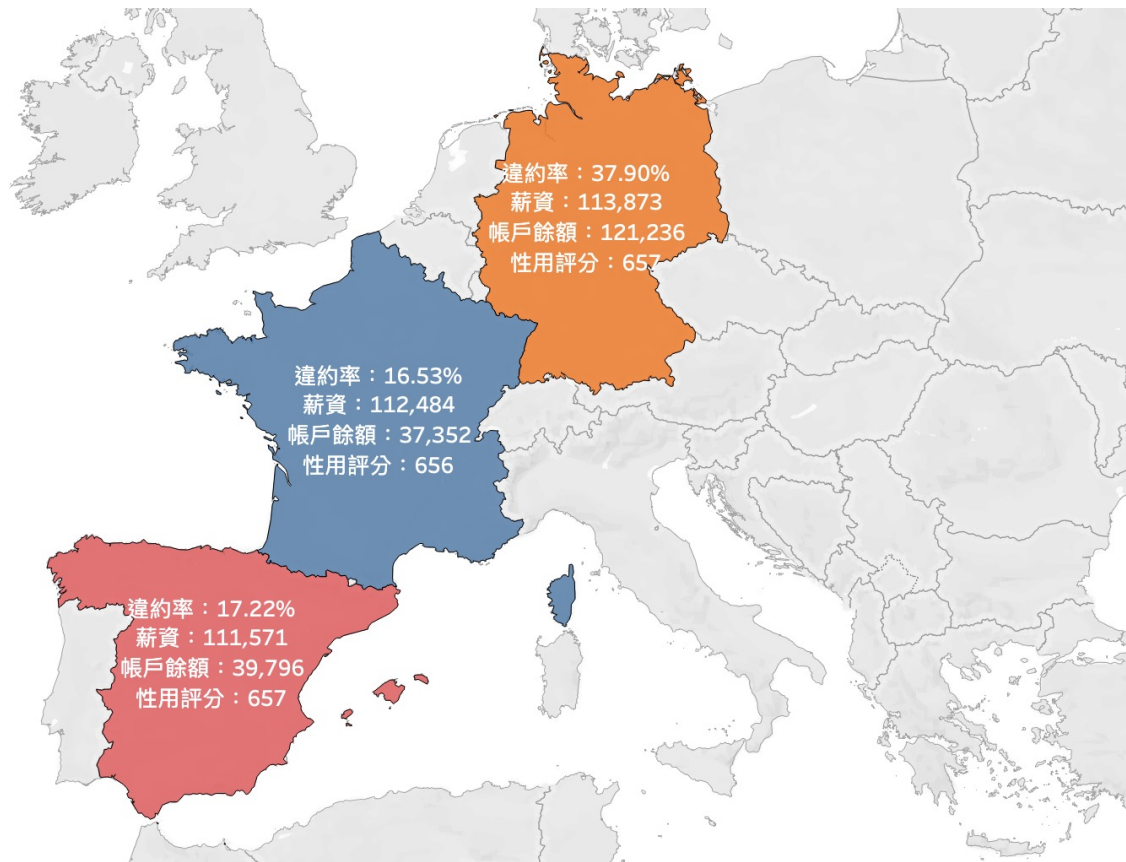 違約率：37.90%
薪資：113,873
帳戶餘額：121,236
性用評分：657
違約率：16.53%
薪資：112,484
帳戶餘額：37,352
性用評分：656
違約率：17.22%
薪資：111,571
帳戶餘額：39,796
性用評分：657